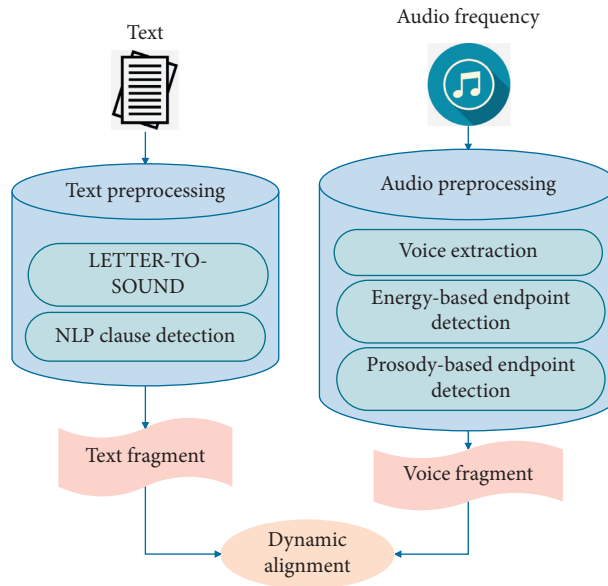 Text
Audio frequency
Text preprocessing
LETTER-TO-
SOUND
NLP clause detection
Audio preprocessing
Voice extraction
Energy-based endpoint
detection
Prosody-based endpoint
detection
Text fragment
Voice fragment
Dynamic
alignment